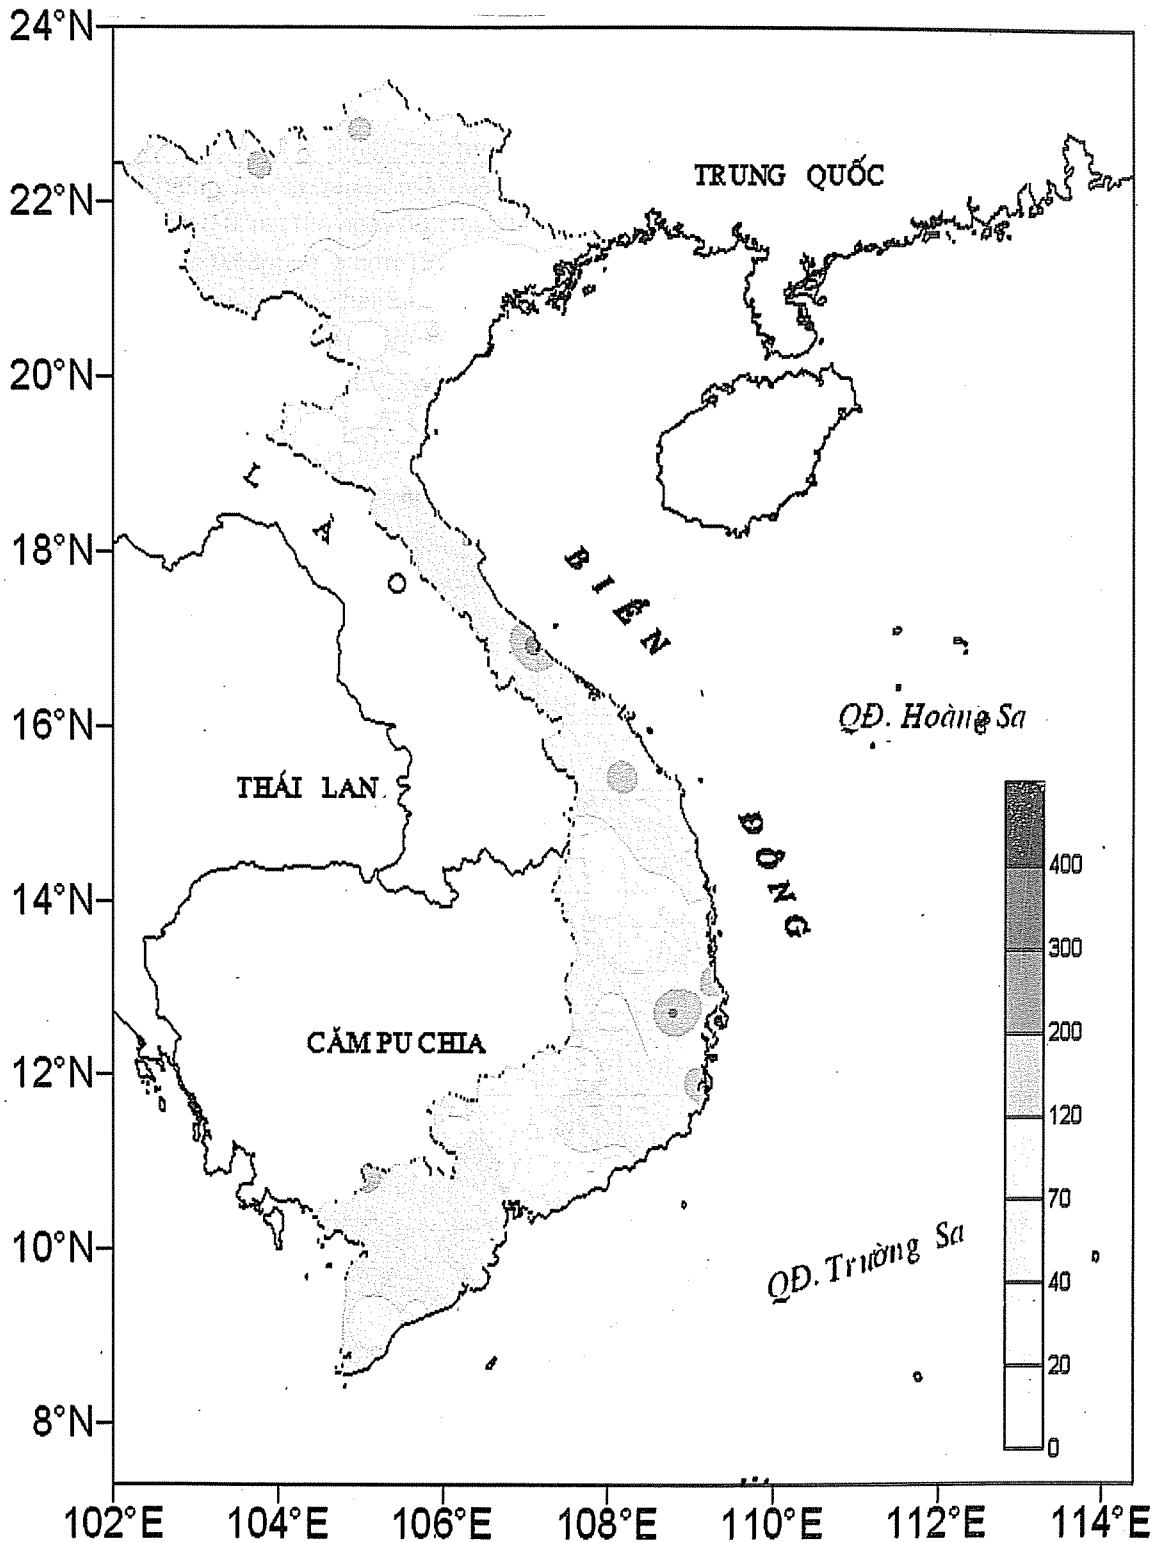 24°N
TRUNG QUỐC
22°N
20°N
L
A
O
18°N
BIỂN
16°N
QĐ. Hoàng Sa
THÁI LAN
ĐÔNG
400
14°N
300
200
CĂM PU CHIA
12°N
120
70
10°N
QĐ. Trường Sa
40
20
8°N
0
102°E 104°E 106°E 108°E 110°E 112°E 114°E